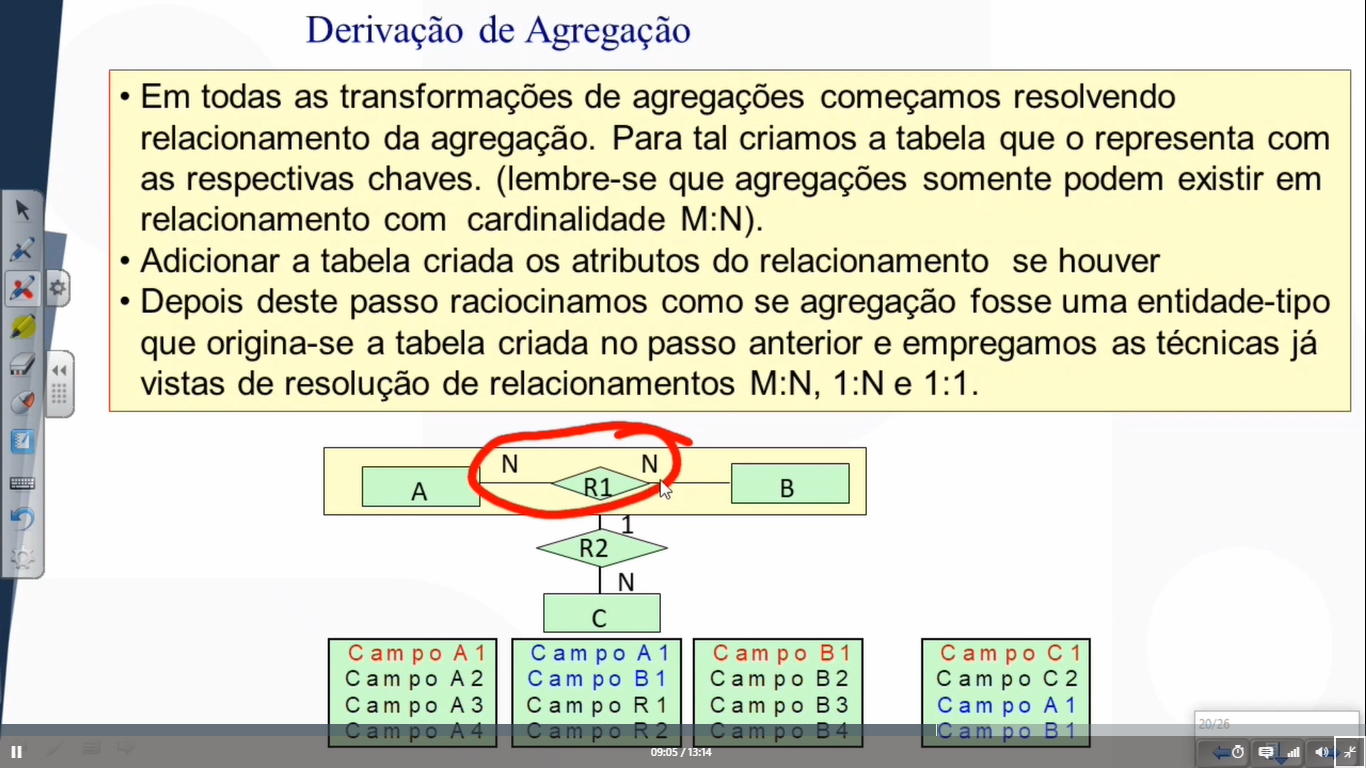 Derivação de Agregação
• Em todas as transformações de agregações começamos resolvendo
relacionamento da agregação. Para tal criamos a tabela que o representa com
as respectivas chaves. (lembre-se que agregações somente podem existir em
relacionamento com cardinalidade M:N).
• Adicionar a tabela criada os atributos do relacionamento se houver
• Depois deste passo raciocinamos como se agregação fosse uma entidade-tipo
que origina-se a tabela criada no passo anterior e empregamos as técnicas já
vistas de resolução de relacionamentos M:N, 1:N e 1:1.
N N
A R1 B
1
R2
N
C
Campo A1 Campo A1 Campo B1 Campo C1
Campo A2 Campo B1 Campo B2 Campo C2
Campo A3 Campo R1 Campo B3 Campo A1
Campo A4 Campo R2 Campo B4 Campo B1
20/26
09:05 / 13:14